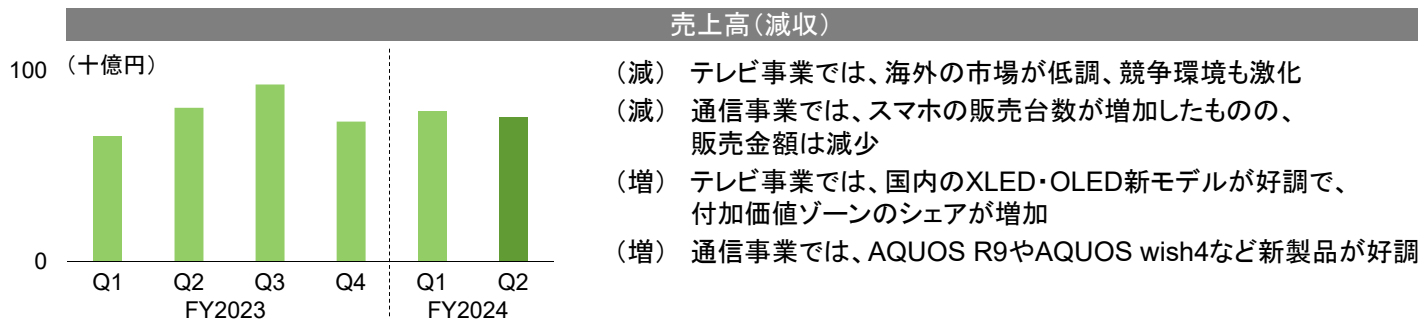 売上高（減収）
（十億円）
100
0
Q1 Q2 Q3 Q4 Q1 Q2
FY2023 FY2024
（減） テレビ事業では、海外の市場が低調、競争環境も激化
（減） 通信事業では、スマホの販売台数が増加したものの、
販売金額は減少
（増） テレビ事業では、国内のXLED・OLED新モデルが好調で、
付加価値ゾーンのシェアが増加
（増） 通信事業では、AQUOS R9やAQUOS wish4など新製品が好調